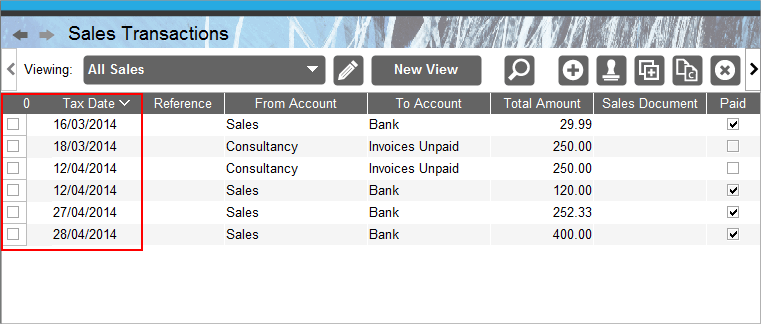 Sales Transactions
Viewing: All Sales New View
0 Tax Date Reference From Account To Account Total Amount Sales Document Paid
16/03/2014 Sales Bank 29.99
18/03/2014 Consultancy Invoices Unpaid 250.00
12/04/2014 Consultancy Invoices Unpaid 250.00
12/04/2014 Sales Bank 120.00
27/04/2014 Sales Bank 252.33
28/04/2014 Sales Bank 400.00